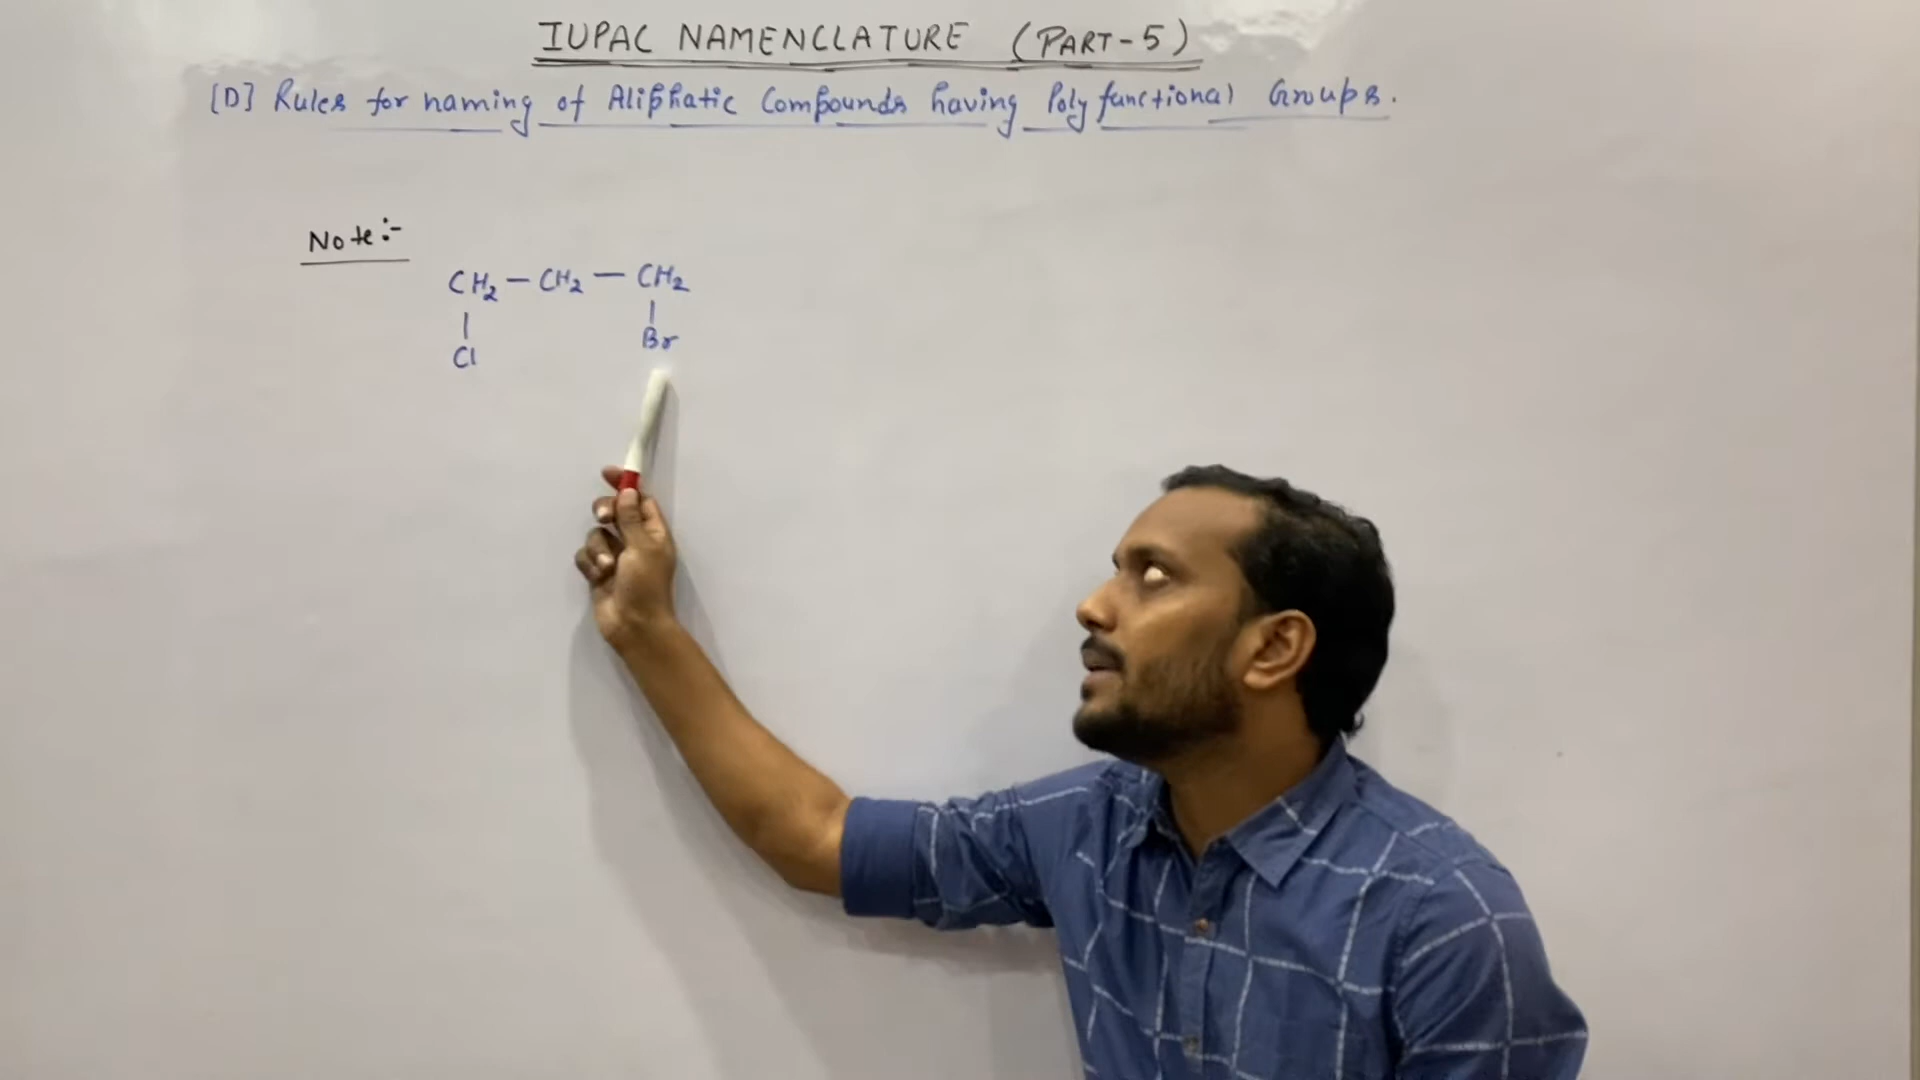 IUPAC NAMENCLATURE (PART-5)
[D] Rules for naming of Aliphatic Compounds having Poly functional Groups.
Note:-
CH₂ – CH₂ – CH₂
| |
Cl Br